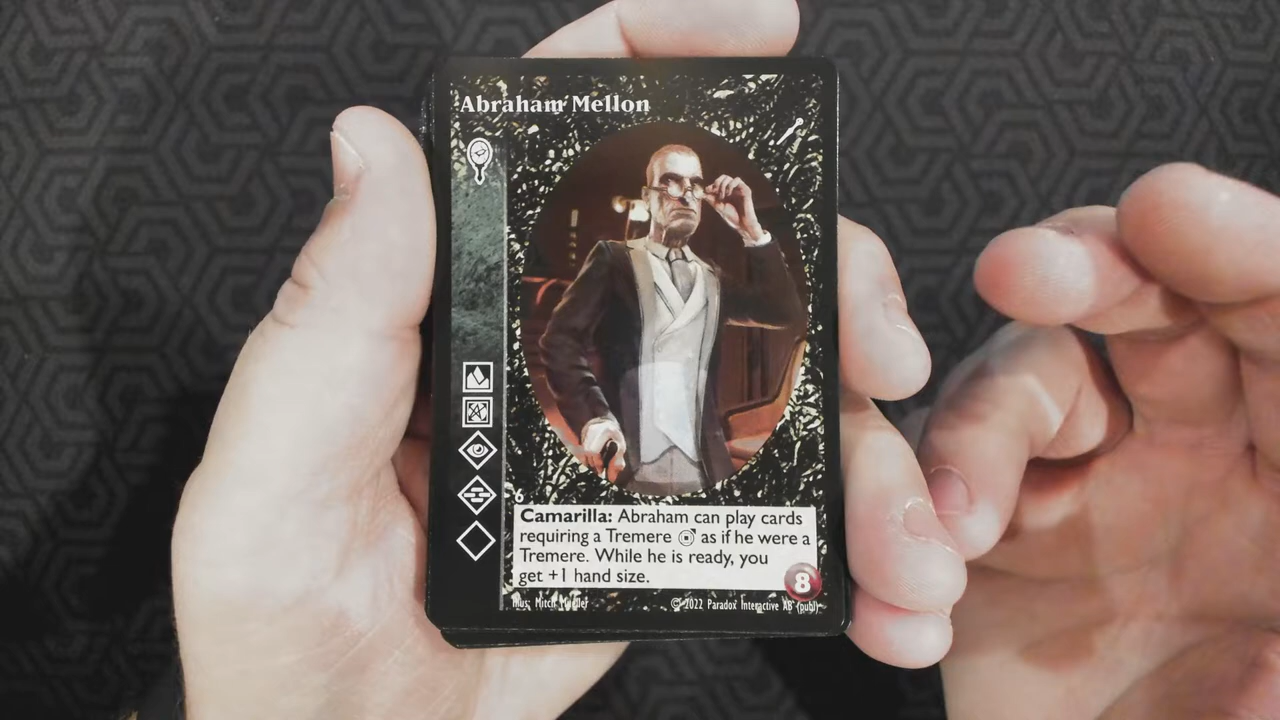 Abraham Mellon
6
Camarilla: Abraham can play cards
requiring a Tremere as if he were a
Tremere. While he is ready, you
get +1 hand size.
8
Illus: Mitch Mueller
© 2022 Paradox Interactive AB (publ)